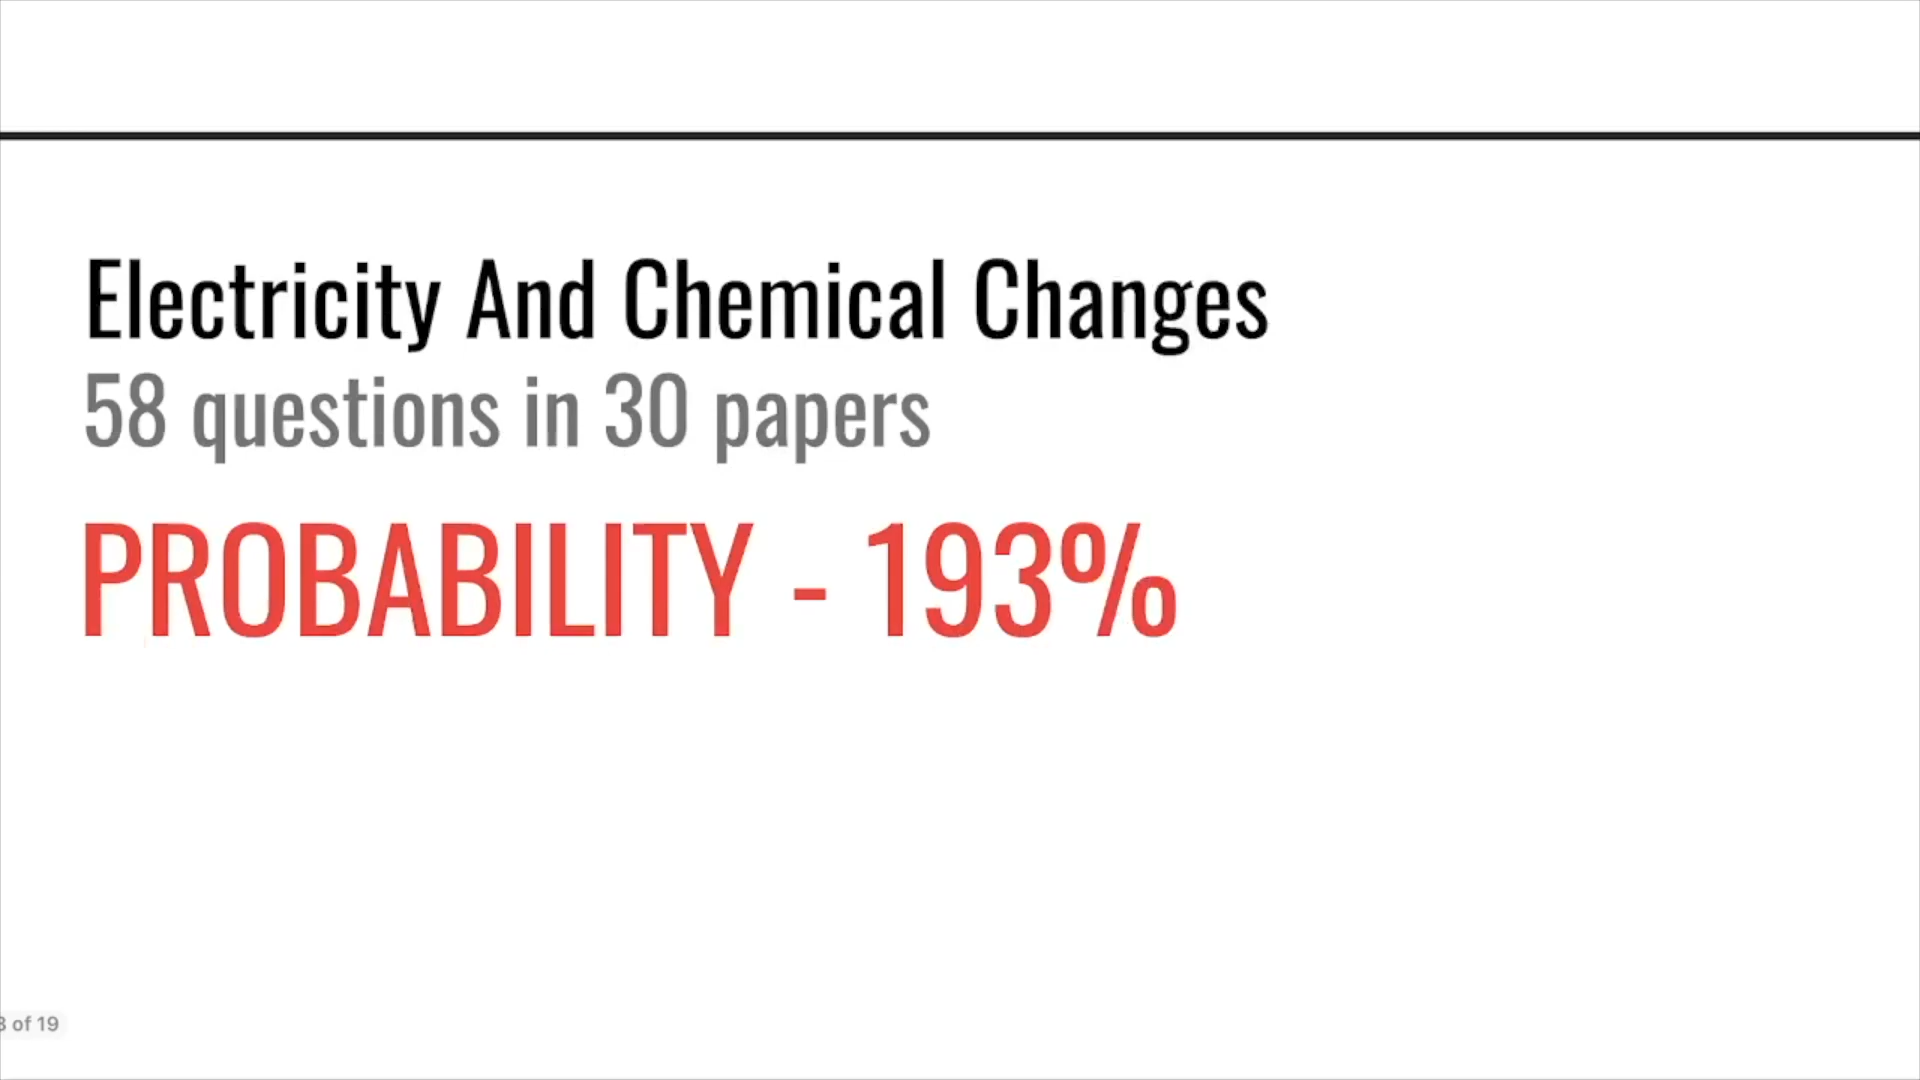 Electricity And Chemical Changes
58 questions in 30 papers
PROBABILITY - 193%
of 19